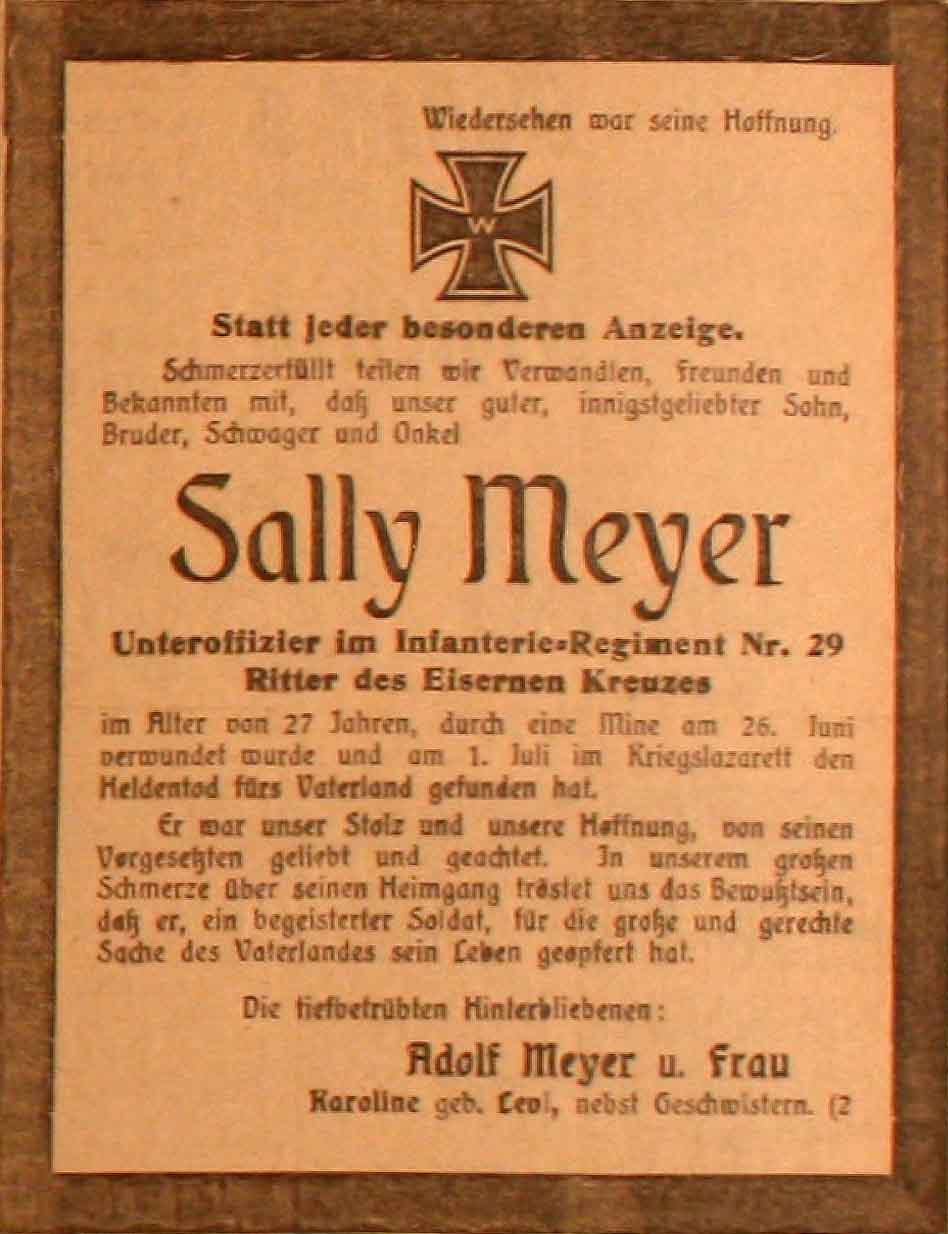 Wiedersehen war seine Hoffnung.
W
Statt jeder besonderen Anzeige.
Schmerzerfüllt teilen wir Verwandten, Freunden und
Bekannten mit, daß unser guter, innigstgeliebter Sohn,
Bruder, Schwager und Onkel
Sally Meyer
Unteroffizier im Infanterie-Regiment Nr. 29
Ritter des Eisernen Kreuzes
im Alter von 27 Jahren, durch eine Mine am 26. Juni
verwundet wurde und am 1. Juli im Kriegslazarett den
Heldentod fürs Vaterland gefunden hat.
Er war unser Stolz und unsere Hoffnung, von seinen
Vorgesetzten geliebt und geachtet. In unserem großen
Schmerze über seinen Heimgang tröstet uns das Bewußtsein,
daß er, ein begeisterter Soldat, für die große und gerechte
Sache des Vaterlandes sein Leben geopfert hat.
Die tiefbetrübten Hinterbliebenen:
Adolf Meyer u. Frau
Karoline geb. Levi, nebst Geschwistern. (2